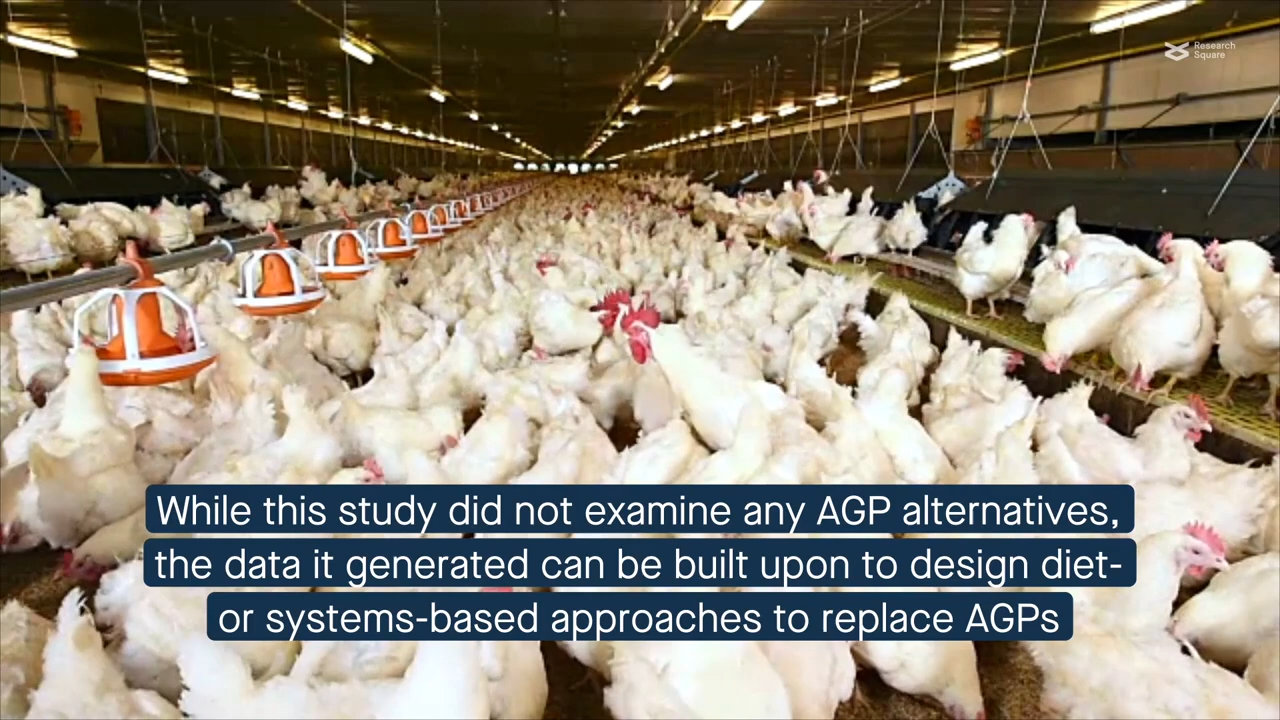 Research
Square
While this study did not examine any AGP alternatives,
the data it generated can be built upon to design diet-
or systems-based approaches to replace AGPs